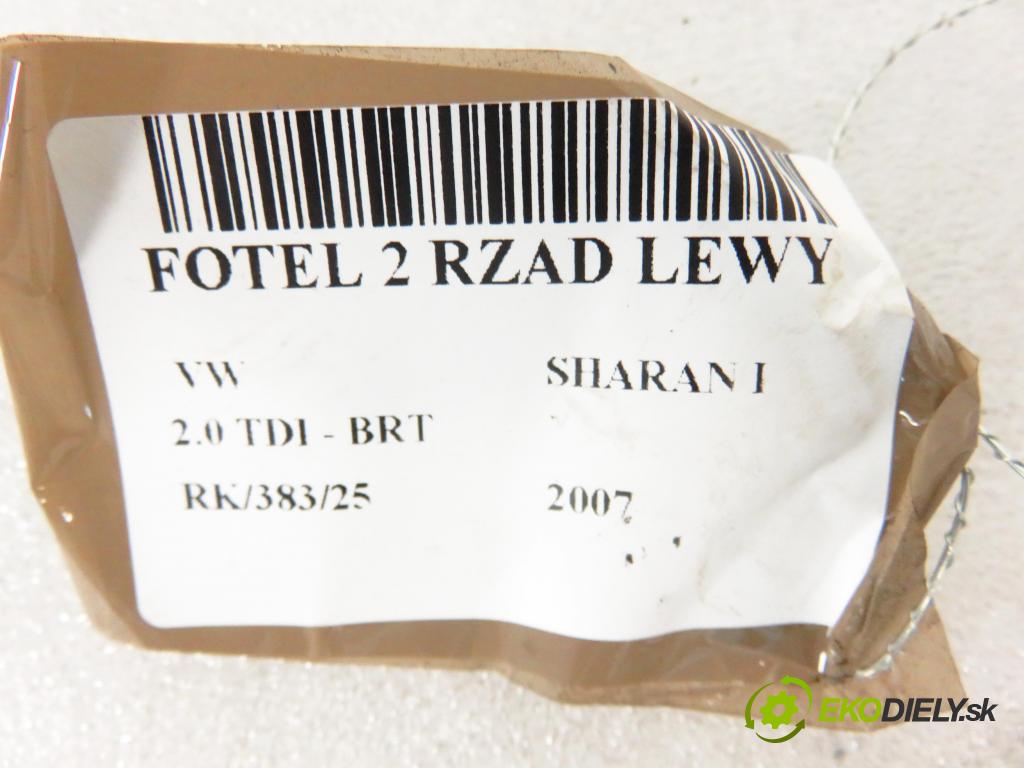 FOTEL 2 RZAD LEWY
VW SHARAN I
2.0 TDI - BRT
RK/383/25 2007
EKODIELY.sk